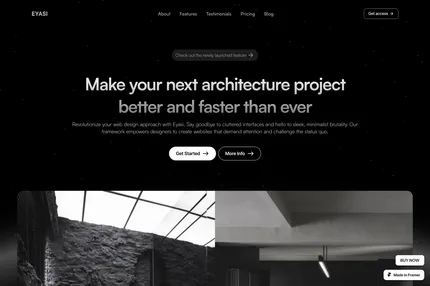 EYASI
About Features Testimonials Pricing Blog
Get access →
Check out the newly launched feature →
Make your next architecture project
better and faster than ever
Revolutionize your web design approach with Eyasi. Say goodbye to cluttered interfaces and hello to sleek, minimalist brutality. Our
framework empowers designers to create websites that demand attention and challenge the status quo.
Get Started →
More info →
BUY NOW
Made in Framer